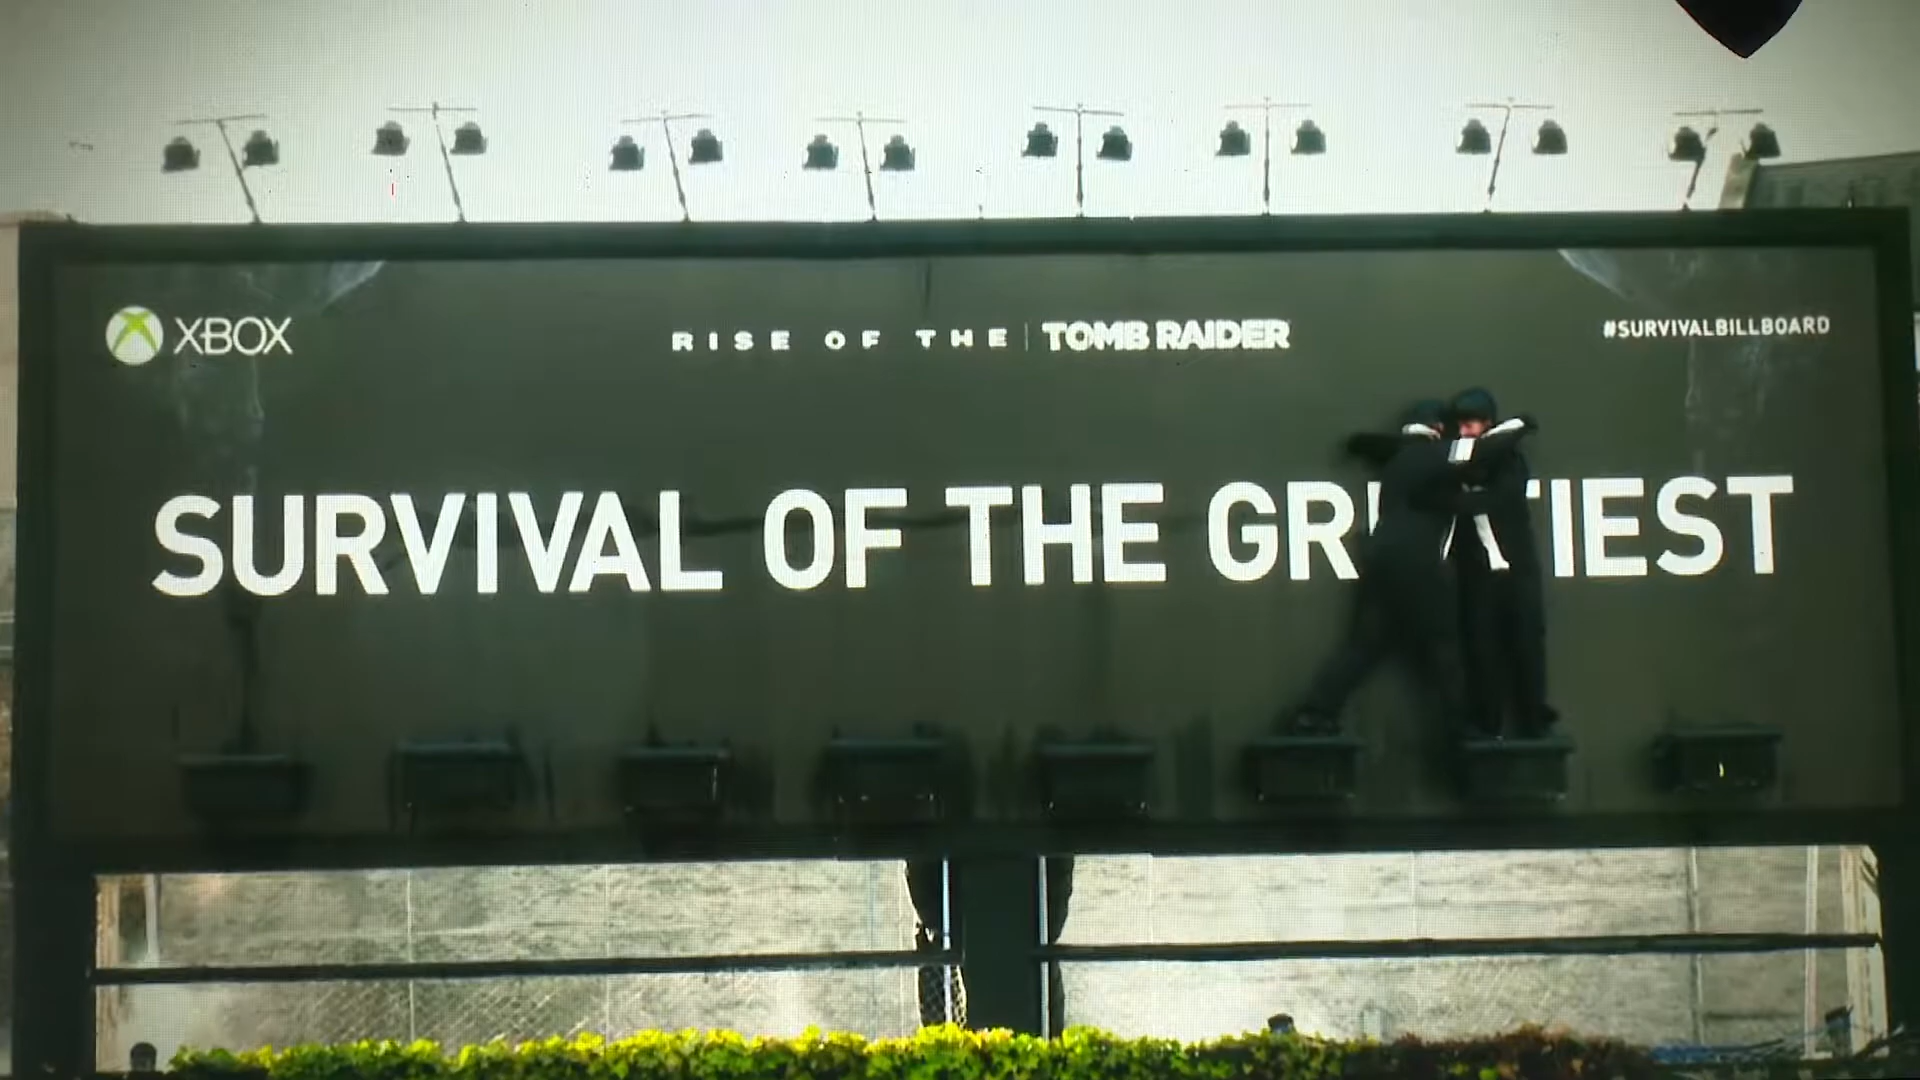 XBOX
RISE OF THE | TOMB RAIDER
#SURVIVALBILLBOARD
SURVIVAL OF THE